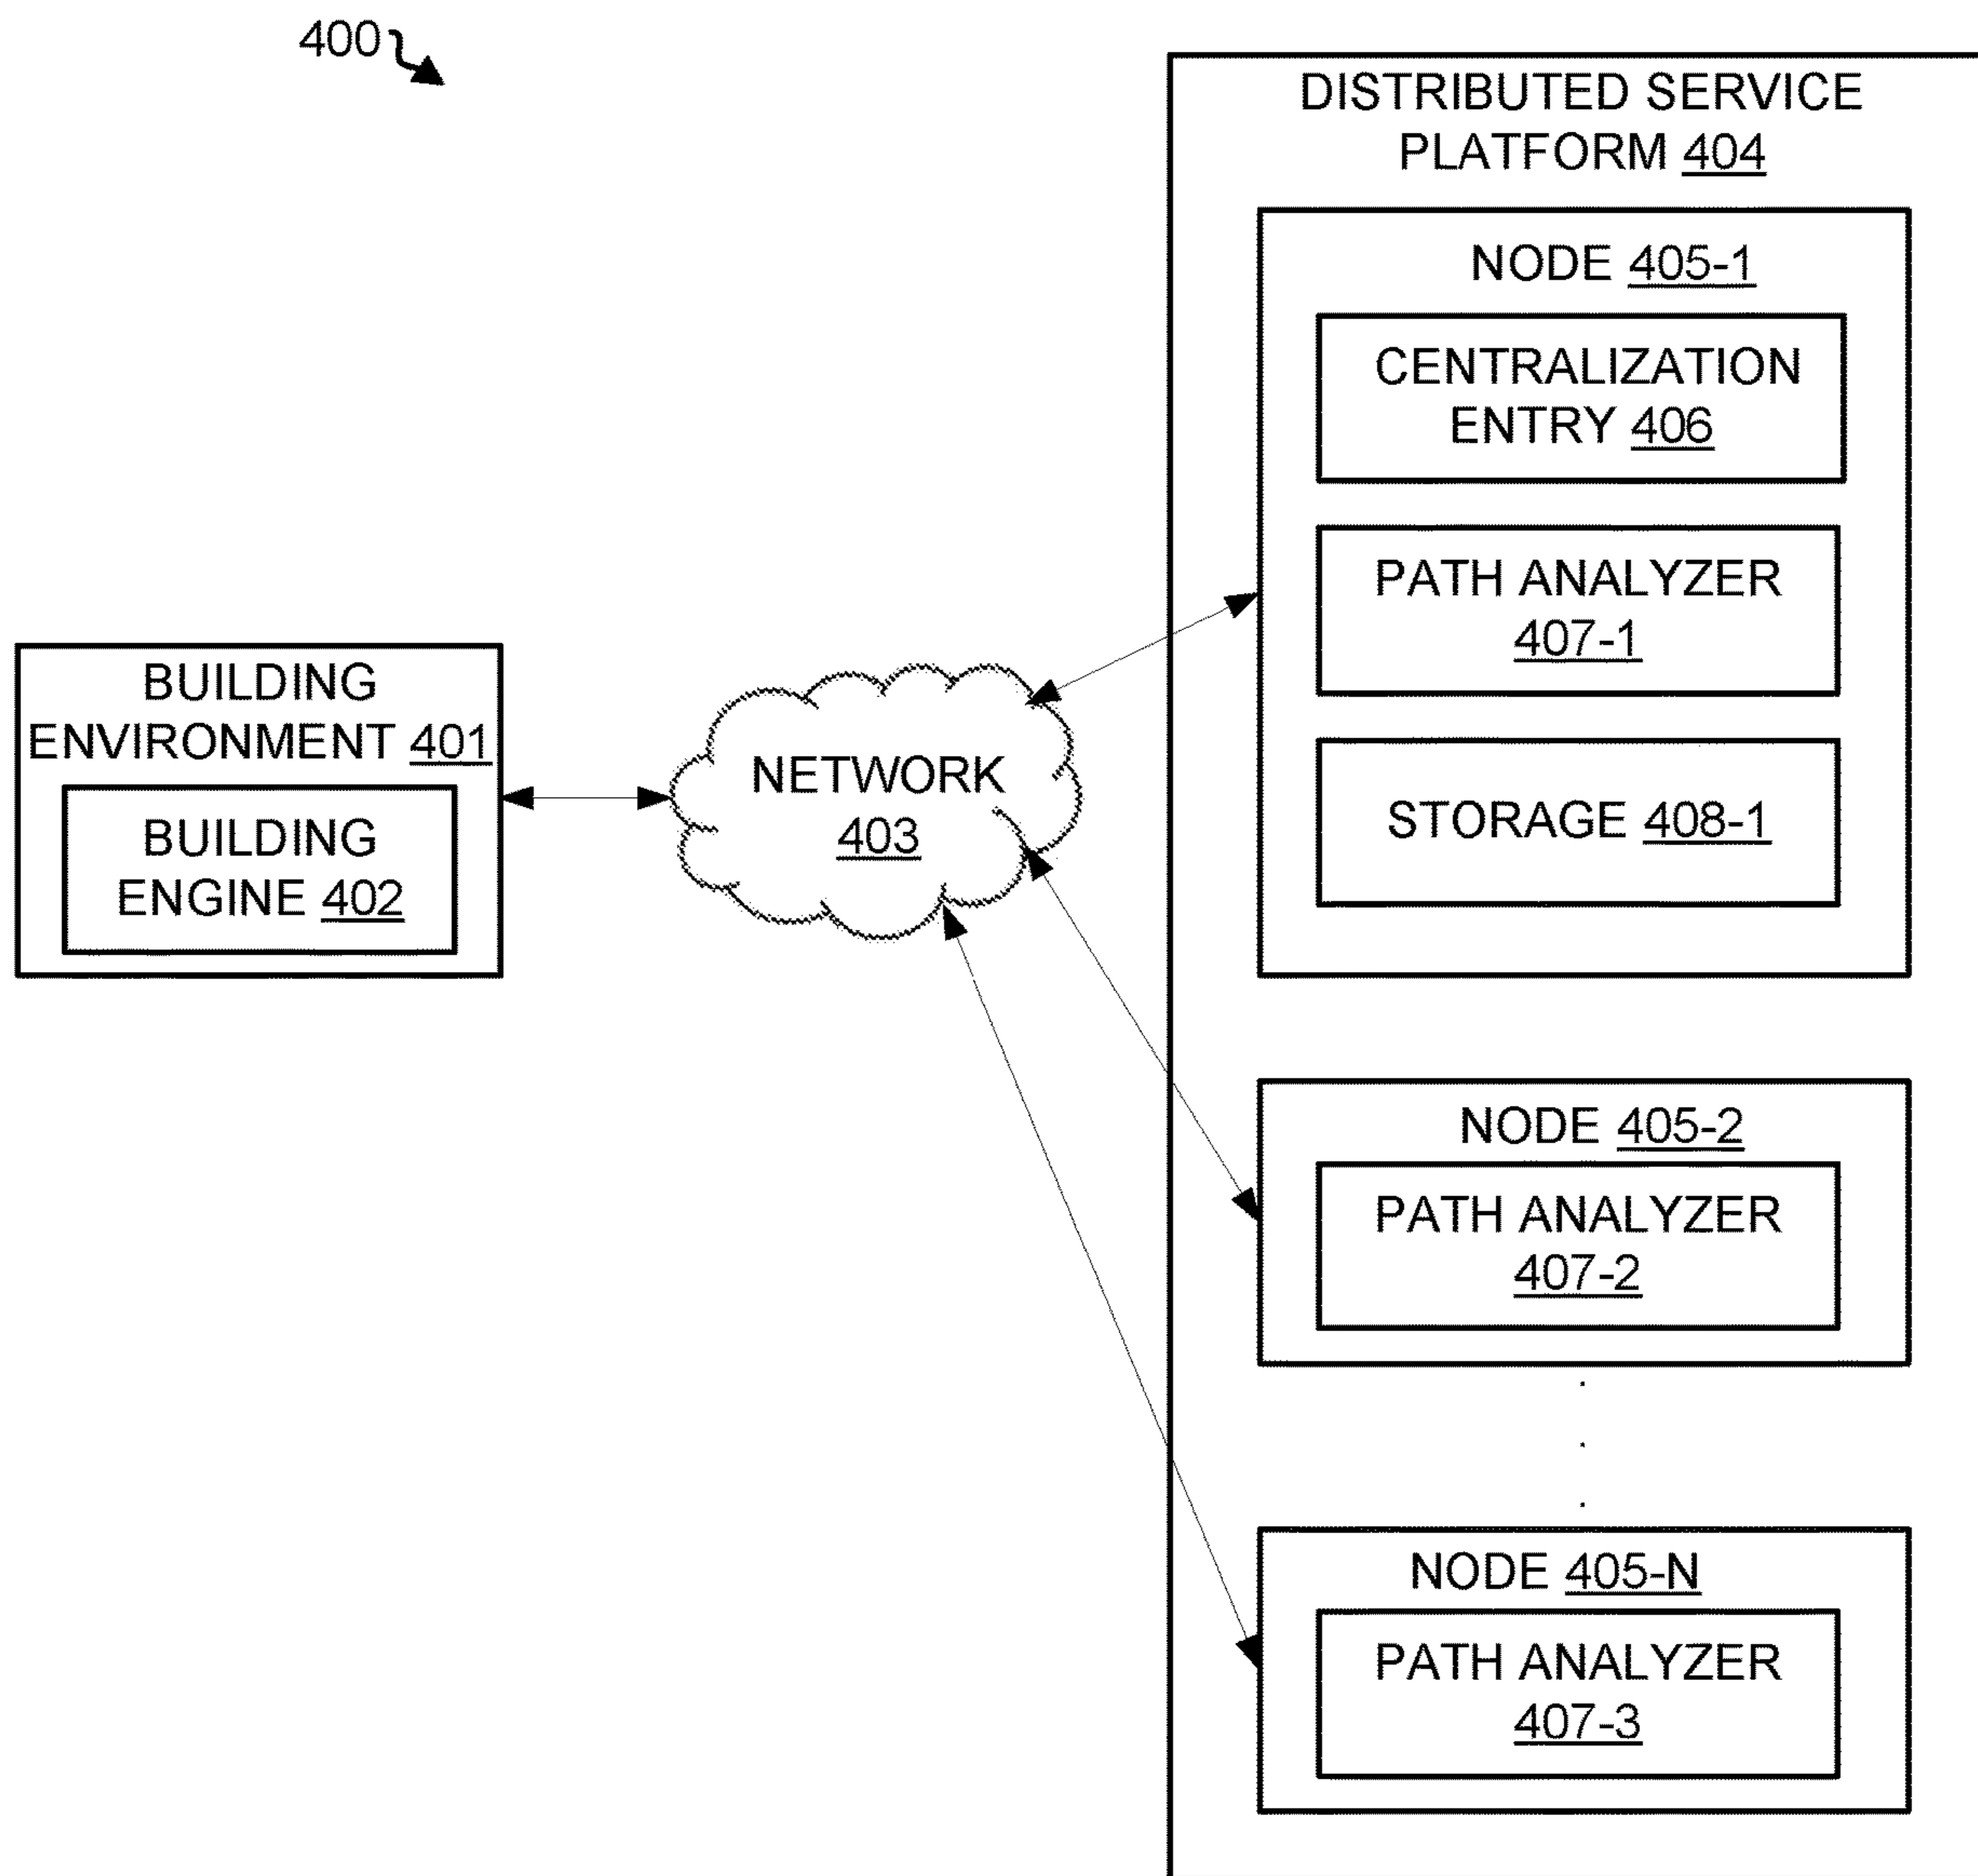 400
DISTRIBUTED SERVICE
PLATFORM 404
NODE 405-1
CENTRALIZATION
ENTRY 406
PATH ANALYZER
407-1
STORAGE 408-1
BUILDING
ENVIRONMENT 401
BUILDING
ENGINE 402
NETWORK
403
NODE 405-2
PATH ANALYZER
407-2
NODE 405-N
PATH ANALYZER
407-3